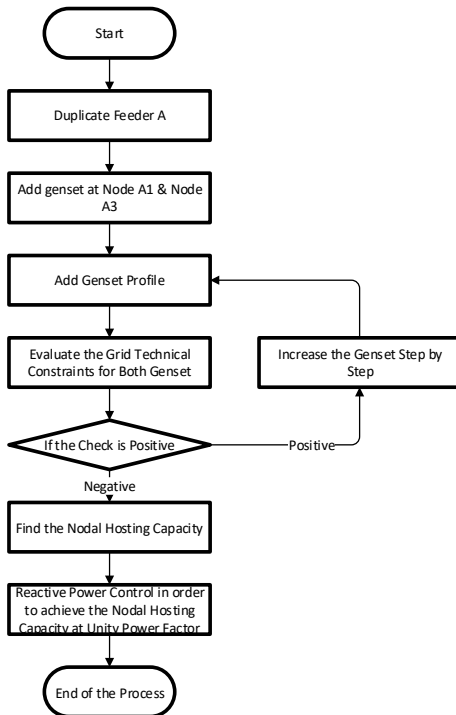 Start
Duplicate Feeder A
Add genset at Node A1 & Node
A3
Add Genset Profile
Evaluate the Grid Technical
Constraints for Both Genset
Increase the Genset Step by
Step
If the Check is Positive
Positive
Negative
Find the Nodal Hosting Capacity
Reactive Power Control in order
to achieve the Nodal Hosting
Capacity at Unity Power Factor
End of the Process